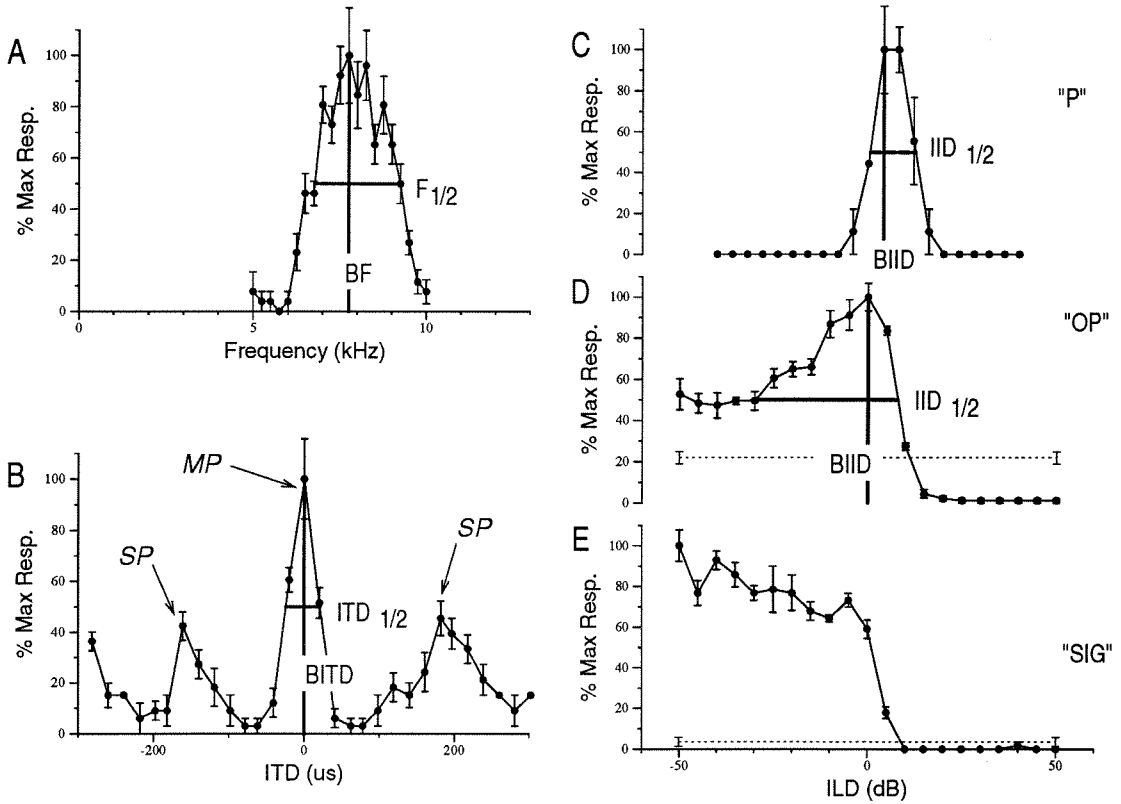 A
% Max Resp.
100
80
60
40
20
0
F1/2
BF
0
5
10
Frequency (kHz)
B
% Max Resp.
100
80
60
40
20
0
MP
SP
SP
ITD 1/2
BITD
-200
0
200
ITD (us)
C
% Max Resp.
100
80
60
40
20
0
"P"
IID 1/2
BIID
D
% Max Resp.
100
80
60
40
20
0
"OP"
IID 1/2
BIID
E
% Max Resp.
100
80
60
40
20
0
"SIG"
-50
0
50
ILD (dB)